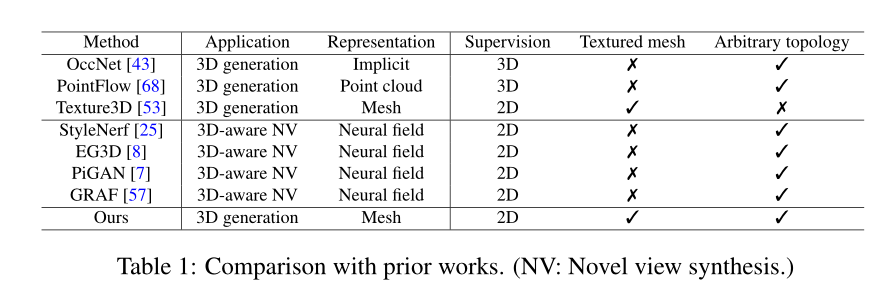 Method Application Representation Supervision Textured mesh Arbitrary topology
OccNet [43] 3D generation Implicit 3D ✗ ✓
PointFlow [68] 3D generation Point cloud 3D ✗ ✓
Texture3D [53] 3D generation Mesh 2D ✓ ✗
StyleNerf [25] 3D-aware NV Neural field 2D ✗ ✓
EG3D [8] 3D-aware NV Neural field 2D ✗ ✓
PiGAN [7] 3D-aware NV Neural field 2D ✗ ✓
GRAF [57] 3D-aware NV Neural field 2D ✗ ✓
Ours 3D generation Mesh 2D ✓ ✓
Table 1: Comparison with prior works. (NV: Novel view synthesis.)